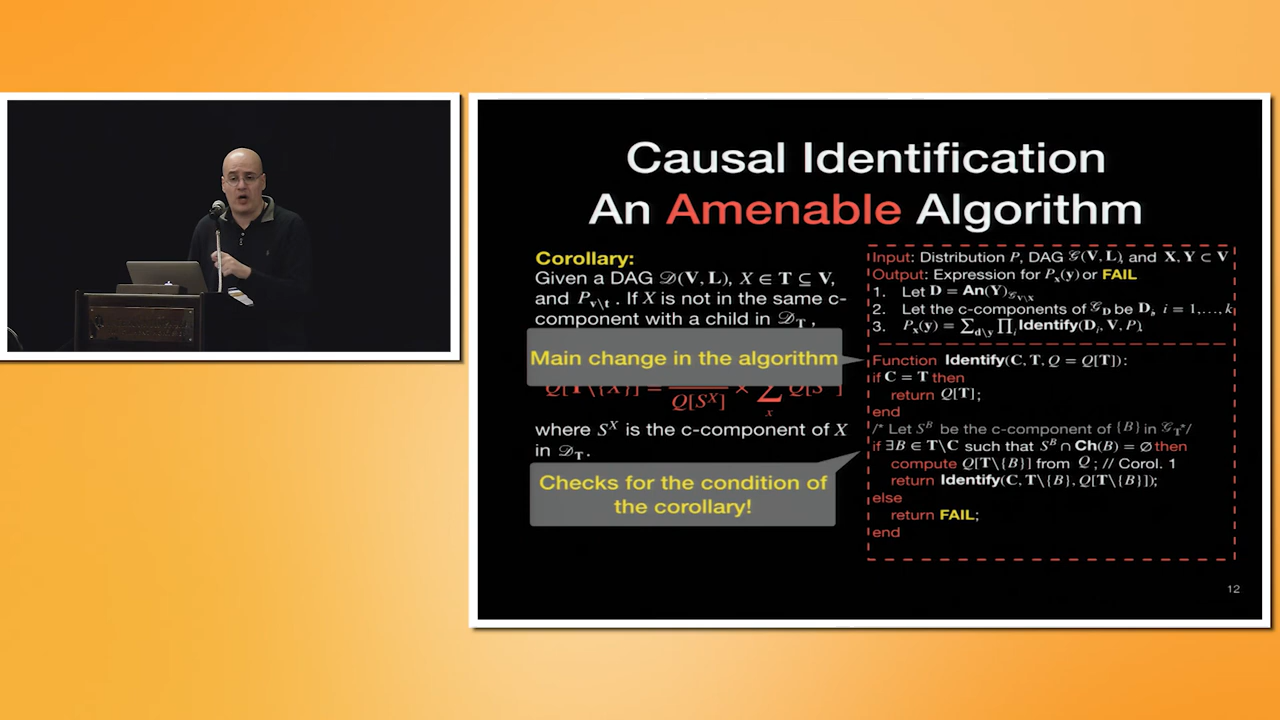 Causal Identification
An Amenable Algorithm
Corollary:
Given a DAG 𝒟(V, L), X ∈ T ⊆ V,
and P_{v\t}. If X is not in the same c-
component with a child in 𝒟_T,
Main change in the algorithm
Q[T\{X}] = / Q[S^X] × ∑_x Q[S^X]
where S^X is the c-component of X
in 𝒟_T.
Checks for the condition of
the corollary!
Input: Distribution P, DAG 𝒢(V, L), and X, Y ⊂ V
Output: Expression for P_x(y) or FAIL
1. Let D = An(Y)_{𝒢_{V\X}}
2. Let the c-components of 𝒢_D be D_i, i = 1,…,k
3. P_x(y) = ∑_{d\y} ∏_i Identify(D_i, V, P)
Function Identify(C, T, Q = Q[T]):
if C = T then
return Q[T];
end
/* Let S^B be the c-component of {B} in 𝒢_T */
if ∃B ∈ T\C such that S^B ∩ Ch(B) = ∅ then
compute Q[T\{B}] from Q; // Corol. 1
return Identify(C, T\{B}, Q[T\{B}]);
else
return FAIL;
end
12